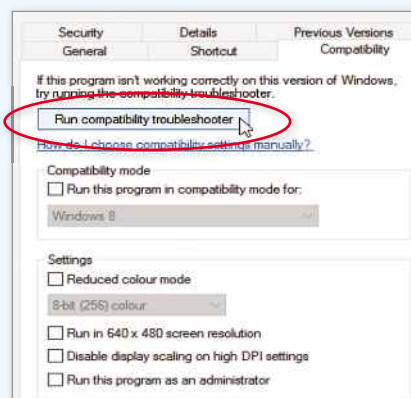 Security Details Previous Versions
General Shortcut Compatibility
If this program isn't working correctly on this version of Windows,
try running the compatibility troubleshooter.
Run compatibility troubleshooter
How do I choose compatibility settings manually?
Compatibility mode
Run this program in compatibility mode for:
Windows 8
Settings
Reduced colour mode
8-bit (256) colour
Run in 640 x 480 screen resolution
Disable display scaling on high DPI settings
Run this program as an administrator